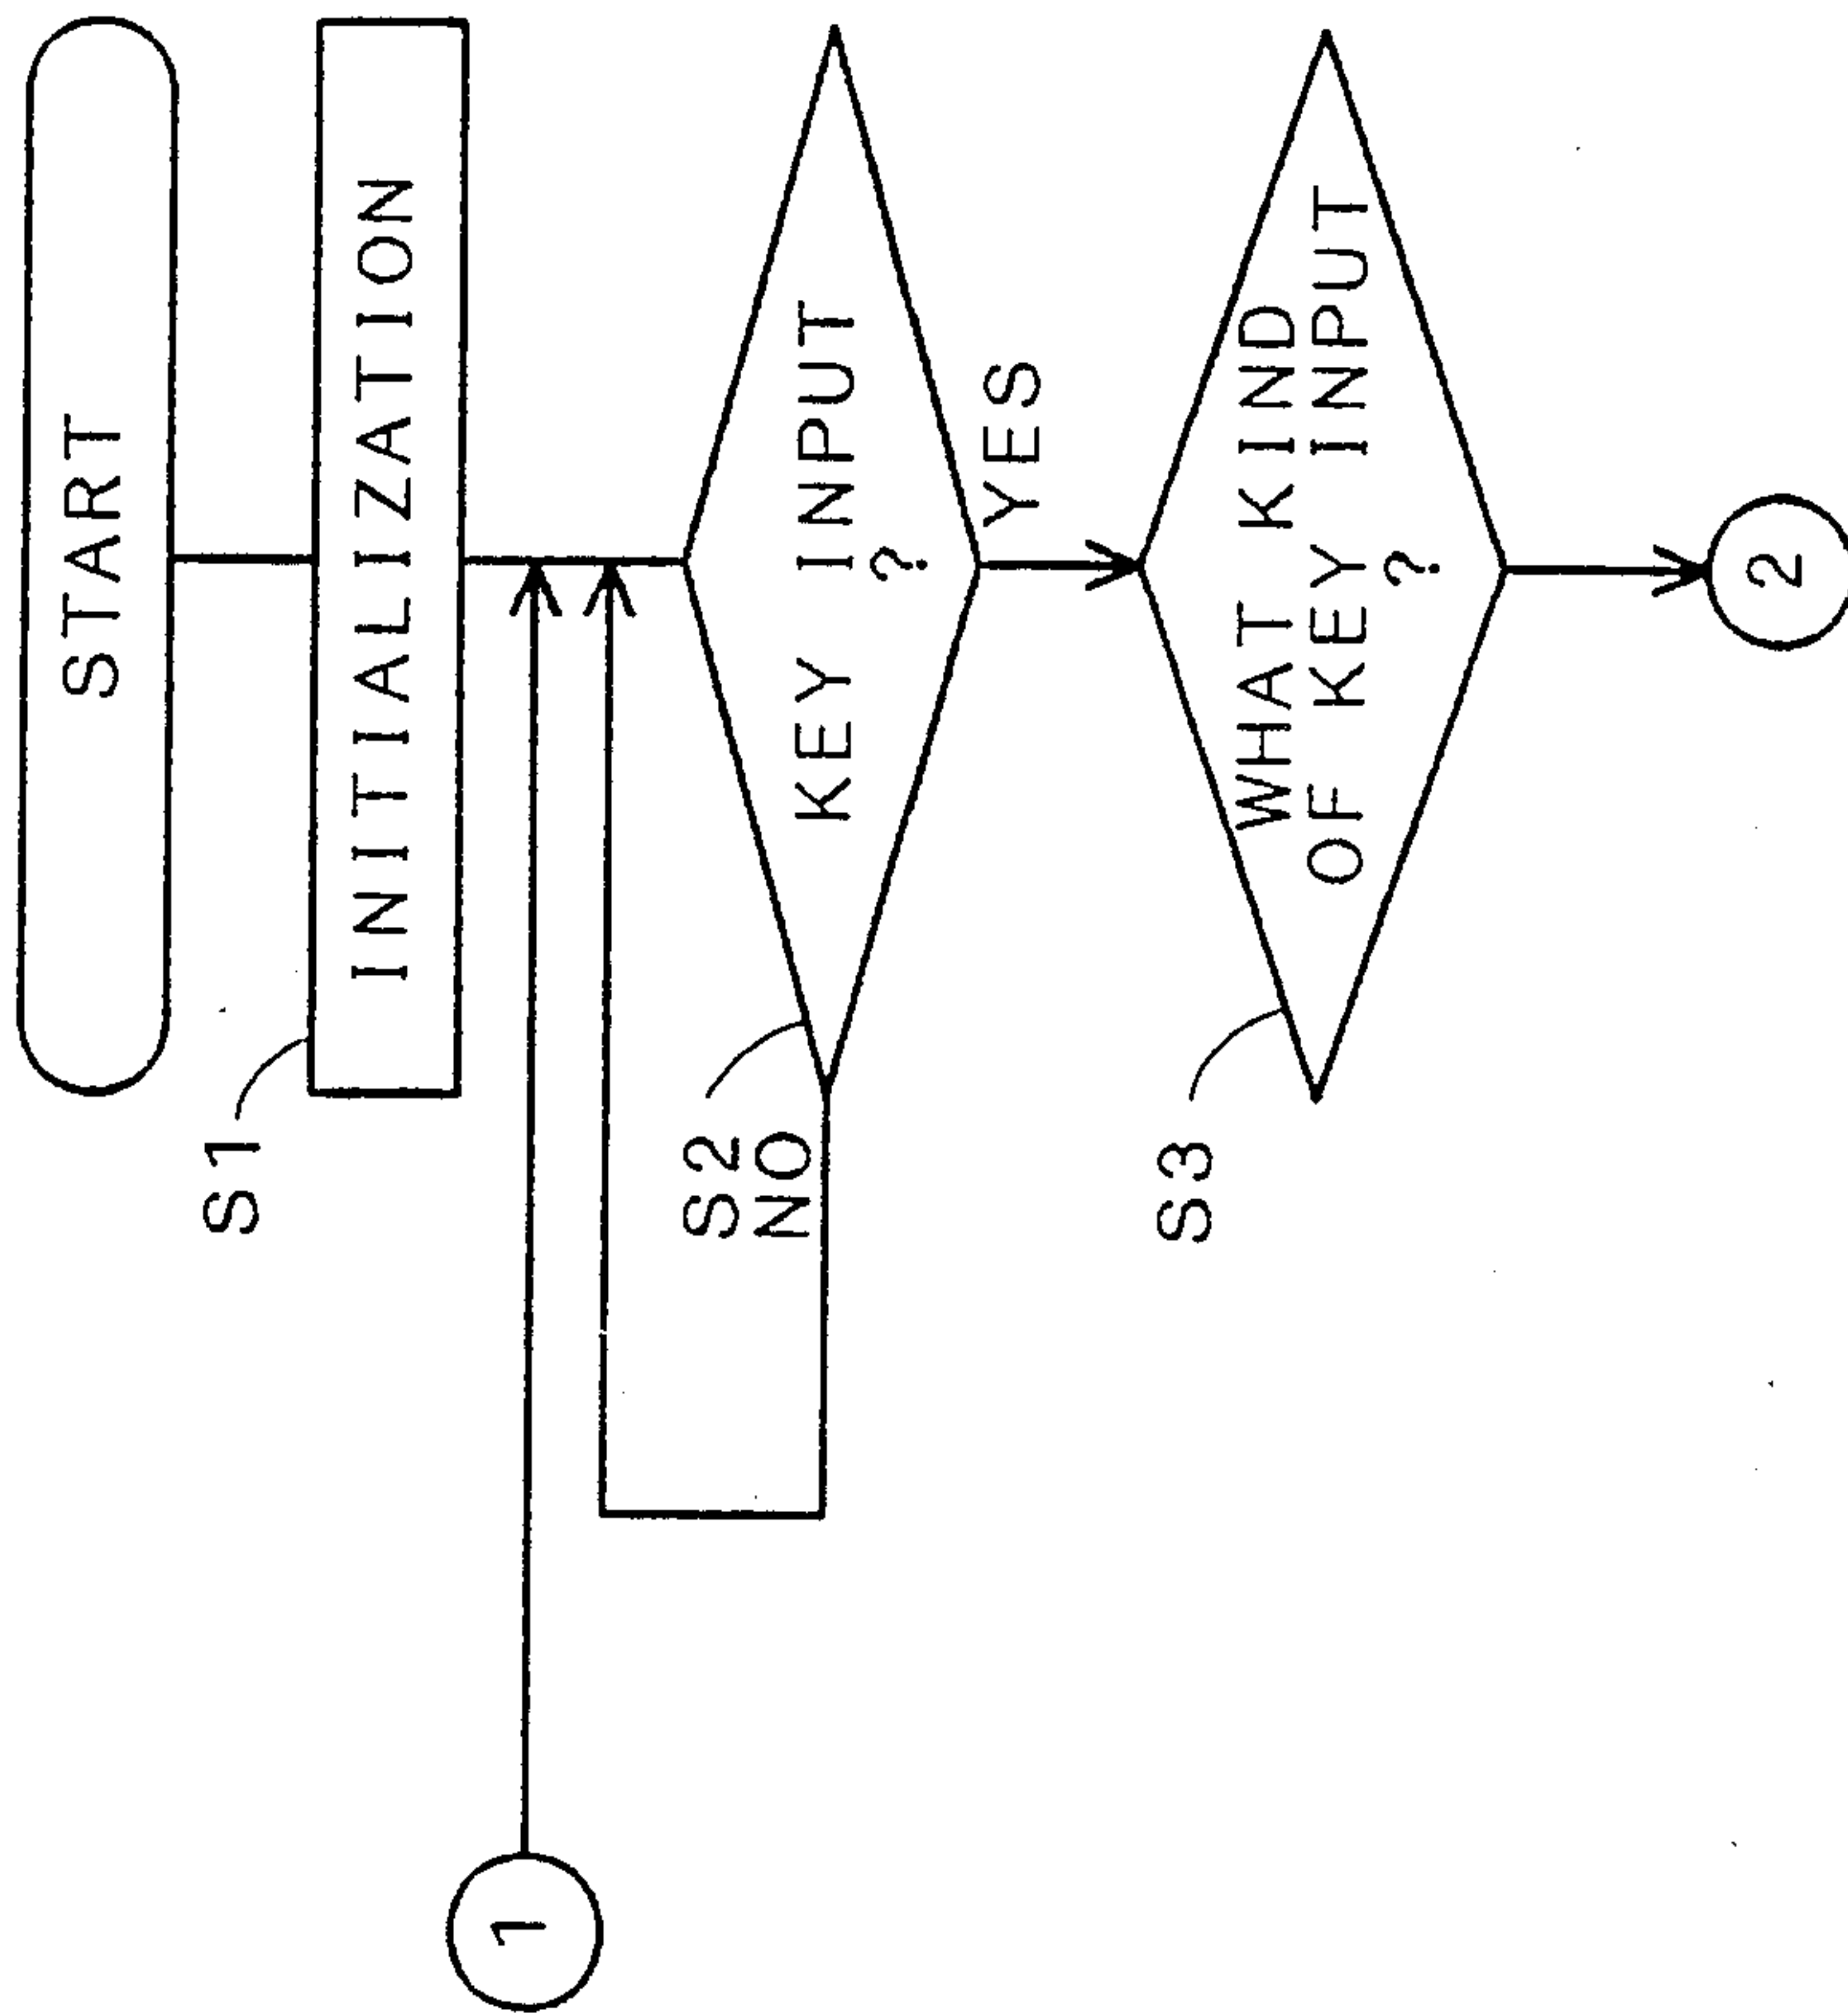 START
S1
INITIALIZATION
1
S2
NO
KEY INPUT
?
YES
S3
WHAT KIND
OF KEY INPUT
?
2